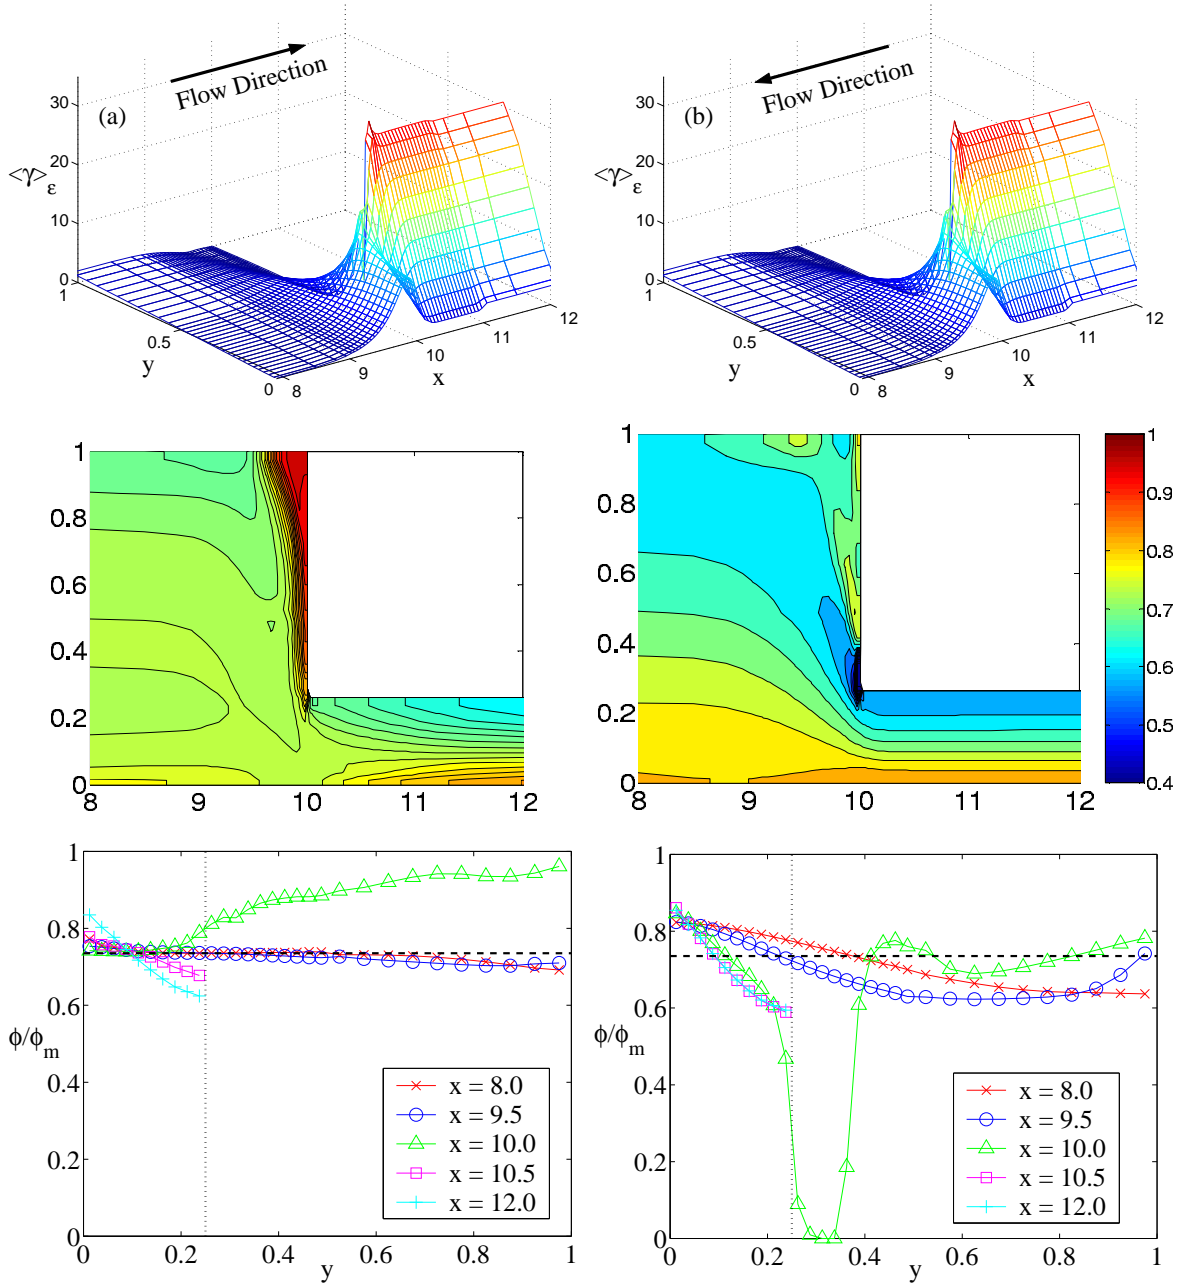 Flow Direction
(a)
<γ>ε
30
20
10
0
1
0.5
0
y
8
9
10
11
12
x
Flow Direction
(b)
<γ>ε
30
20
10
0
1
0.5
0
y
8
9
10
11
12
x
1
0.8
0.6
0.4
0.2
0
8 9 10 11 12
1
0.8
0.6
0.4
0.2
0
8 9 10 11 12
1
0.9
0.8
0.7
0.6
0.5
0.4
1
0.8
0.6
ϕ/ϕm
0.4
0.2
0
x = 8.0
x = 9.5
x = 10.0
x = 10.5
x = 12.0
0 0.2 0.4 0.6 0.8 1
y
1
0.8
0.6
ϕ/ϕm
0.4
0.2
0
x = 8.0
x = 9.5
x = 10.0
x = 10.5
x = 12.0
0 0.2 0.4 0.6 0.8 1
y